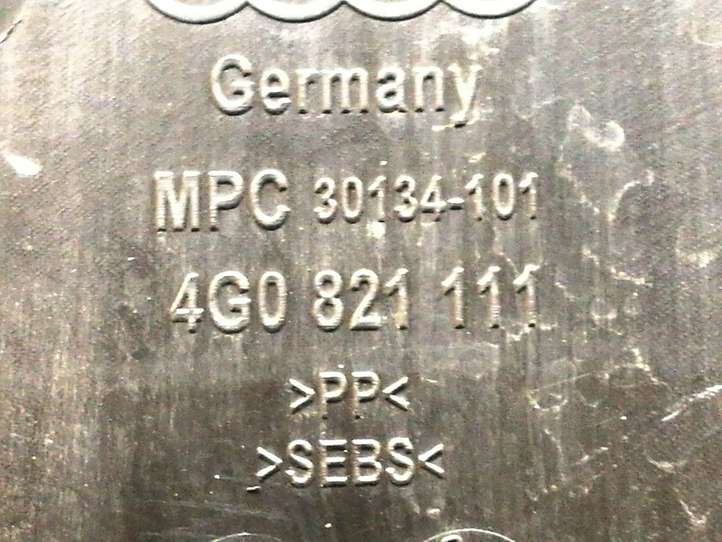 Germany
MPC 30134-101
4G0 821 111
>PP<
>SEBS<